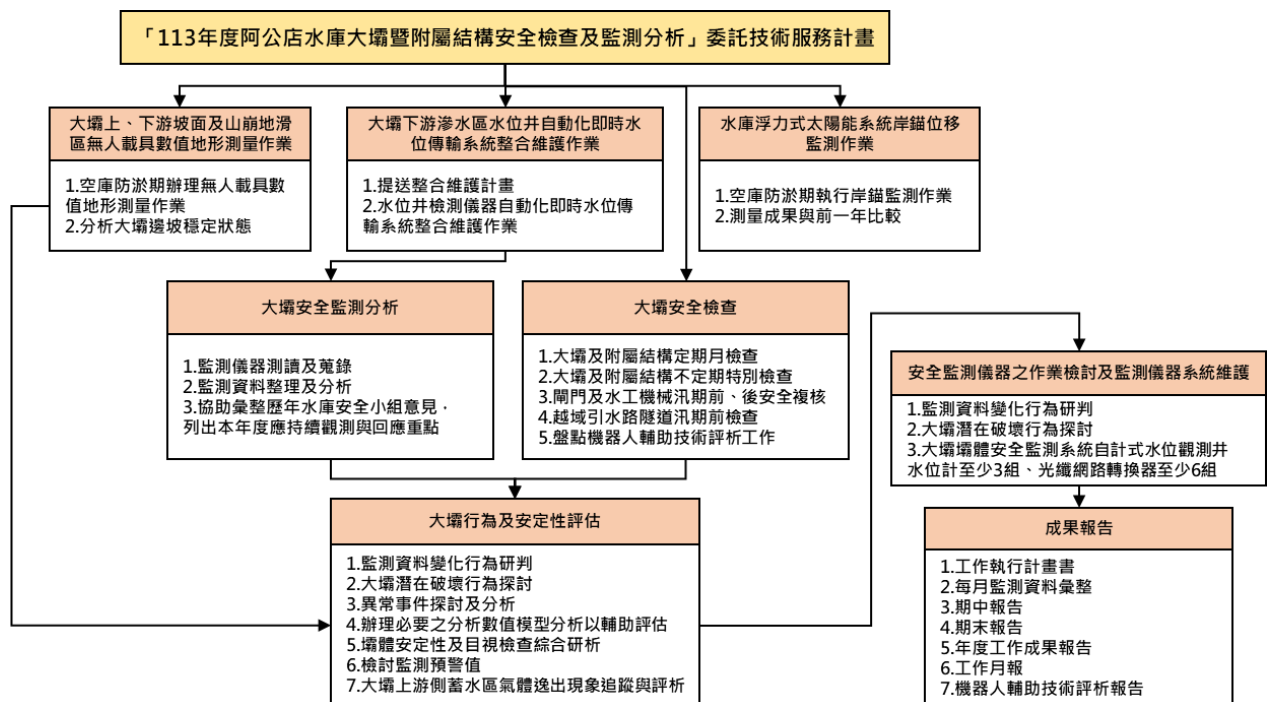 「113年度阿公店水庫大壩暨附屬結構安全檢查及監測分析」委託技術服務計畫
大壩上、下游坡面及山崩地滑
區無人載具數值地形測量作業
1.空庫防淤期辦理無人載具數
值地形測量作業
2.分析大壩邊坡穩定狀態
大壩下游滲水區水位井自動化即時水
位傳輸系統整合維護作業
1.提送整合維護計畫
2.水位井檢測儀器自動化即時水位傳
輸系統整合維護作業
水庫浮力式太陽能系統岸錨位移
監測作業
1.空庫防淤期執行岸錨監測作業
2.測量成果與前一年比較
大壩安全監測分析
1.監測儀器測讀及蒐錄
2.監測資料整理及分析
3.協助彙整歷年水庫安全小組意見，
列出本年度應持續觀測與回應重點
大壩安全檢查
1.大壩及附屬結構定期月檢查
2.大壩及附屬結構不定期特別檢查
3.閘門及水工機械汛期前、後安全複核
4.越域引水路隧道汛期前檢查
5.盤點機器人輔助技術評析工作
安全監測儀器之作業檢討及監測儀器系統維護
1.監測資料變化行為研判
2.大壩潛在破壞行為探討
3.大壩壩體安全監測系統自計式水位觀測井
水位計至少3組、光纖網路轉換器至少6組
大壩行為及安定性評估
1.監測資料變化行為研判
2.大壩潛在破壞行為探討
3.異常事件探討及分析
4.辦理必要之分析數值模型分析以輔助評估
5.壩體安定性及目視檢查綜合研析
6.檢討監測預警值
7.大壩上游側蓄水區氣體逸出現象追蹤與評析
成果報告
1.工作執行計畫書
2.每月監測資料彙整
3.期中報告
4.期末報告
5.年度工作成果報告
6.工作月報
7.機器人輔助技術評析報告